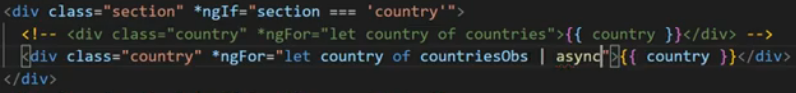 <div class="section" *ngIf="section === 'country'">
<!-- <div class="country" *ngFor="let country of countries">{{ country }}</div> -->
<div class="country" *ngFor="let country of countriesObs | async">{{ country }}</div>
</div>